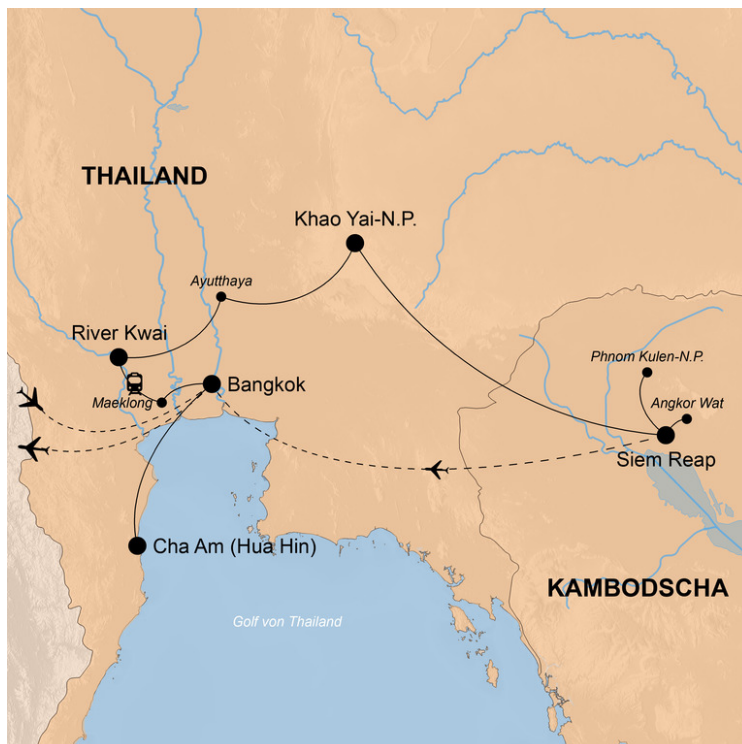 THAILAND
Khao Yai-N.P.
Ayutthaya
River Kwai
Phnom Kulen-N.P.
Bangkok
Maeklong
Angkor Wat
Siem Reap
Cha Am (Hua Hin)
KAMBODSCHA
Golf von Thailand